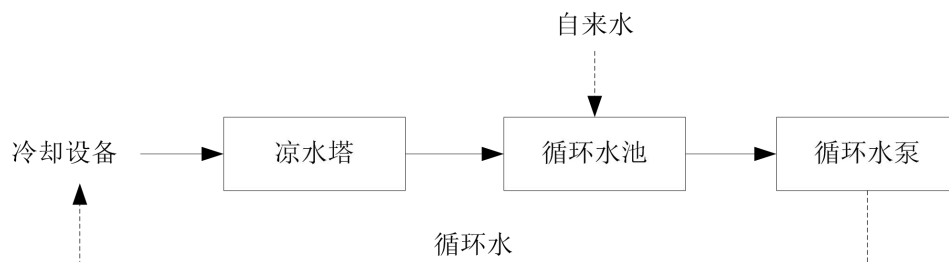 自来水
冷却设备
凉水塔
循环水池
循环水泵
循环水